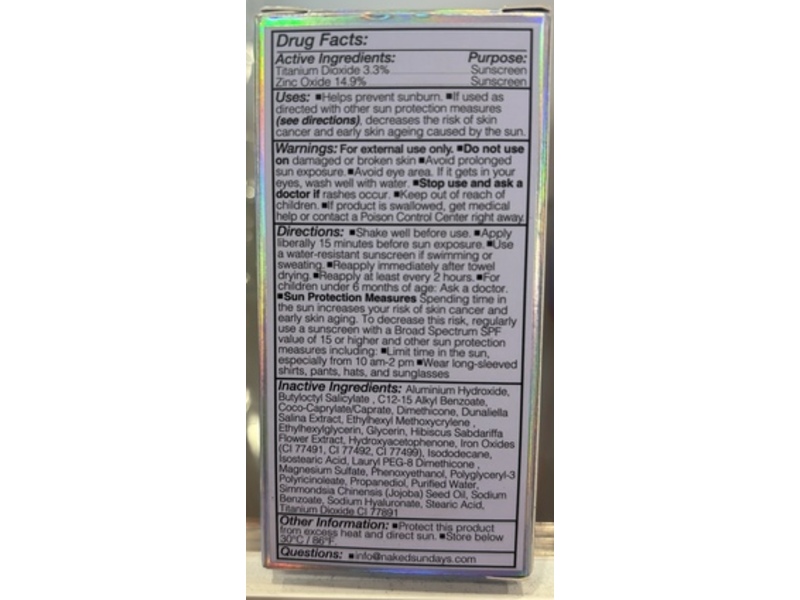 Drug Facts:
Active Ingredients: Purpose:
Titanium Dioxide 3.3% Sunscreen
Zinc Oxide 14.9% Sunscreen
Uses: ■Helps prevent sunburn. ■If used as
directed with other sun protection measures
(see directions), decreases the risk of skin
cancer and early skin ageing caused by the sun.
Warnings: For external use only. ■Do not use
on damaged or broken skin ■Avoid prolonged
sun exposure. ■Avoid eye area. If it gets in your
eyes, wash well with water. ■Stop use and ask a
doctor if rashes occur. ■Keep out of reach of
children. ■If product is swallowed, get medical
help or contact a Poison Control Center right away.
Directions: ■Shake well before use. ■Apply
liberally 15 minutes before sun exposure. ■Use
a water-resistant sunscreen if swimming or
sweating. ■Reapply immediately after towel
drying. ■Reapply at least every 2 hours. ■For
children under 6 months of age: Ask a doctor.
■Sun Protection Measures Spending time in
the sun increases your risk of skin cancer and
early skin aging. To decrease this risk, regularly
use a sunscreen with a Broad Spectrum SPF
value of 15 or higher and other sun protection
measures including: ■Limit time in the sun,
especially from 10 am-2 pm ■Wear long-sleeved
shirts, pants, hats, and sunglasses
Inactive Ingredients: Aluminium Hydroxide,
Butyloctyl Salicylate , C12-15 Alkyl Benzoate,
Coco-Caprylate/Caprate, Dimethicone, Dunaliella
Salina Extract, Ethylhexyl Methoxycrylene ,
Ethylhexylglycerin, Glycerin, Hibiscus Sabdariffa
Flower Extract, Hydroxyacetophenone, Iron Oxides
(CI 77491, CI 77492, CI 77499), Isododecane,
Isostearic Acid, Lauryl PEG-8 Dimethicone ,
Magnesium Sulfate, Phenoxyethanol, Polyglyceryl-3
Polyricinoleate, Propanediol, Purified Water,
Simmondsia Chinensis (Jojoba) Seed Oil, Sodium
Benzoate, Sodium Hyaluronate, Stearic Acid,
Titanium Dioxide CI 77891
Other Information: ■Protect this product
from excess heat and direct sun. ■Store below
30°C / 86°F.
Questions: ■info@nakedsundays.com